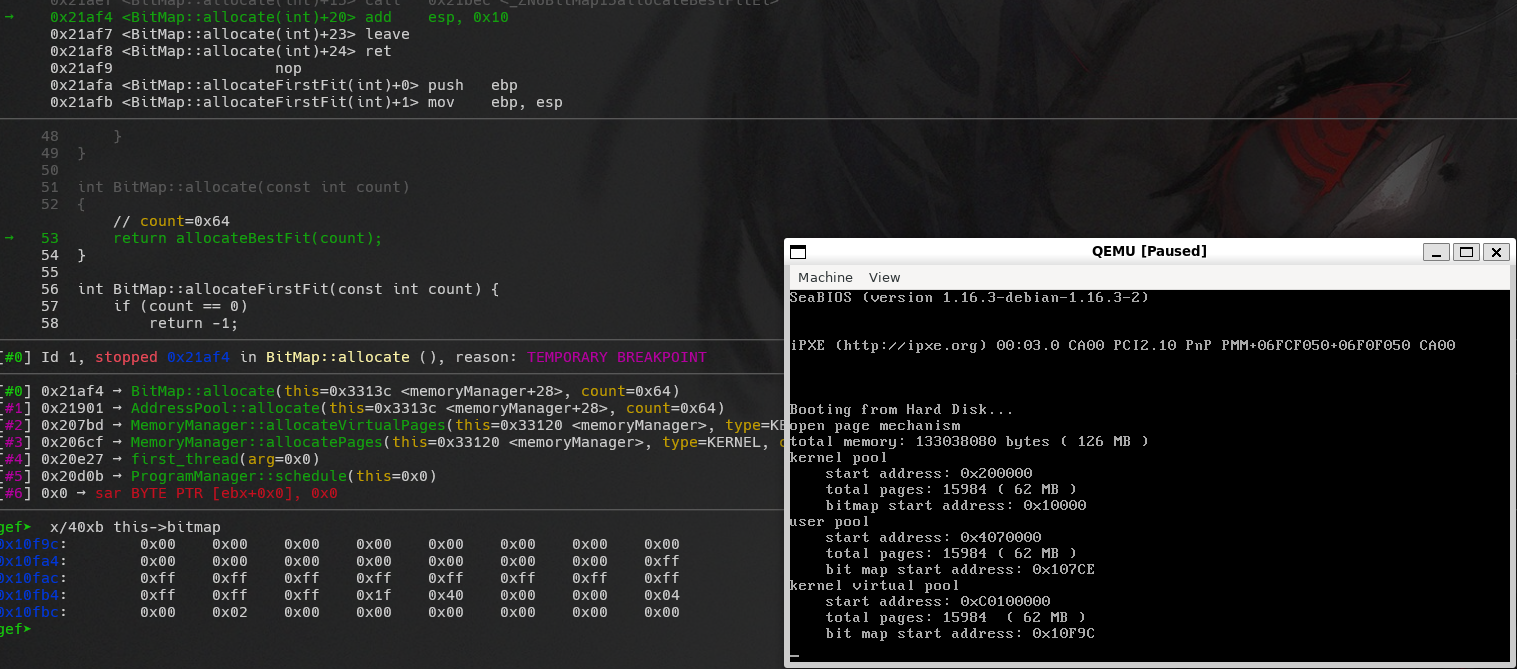 0x21aef <BitMap::allocate(int)+15> call 0x21bec <_ZN6BitMap15allocateBestFitEi>
→ 0x21af4 <BitMap::allocate(int)+20> add esp, 0x10
0x21af7 <BitMap::allocate(int)+23> leave
0x21af8 <BitMap::allocate(int)+24> ret
0x21af9 nop
0x21afa <BitMap::allocateFirstFit(int)+0> push ebp
0x21afb <BitMap::allocateFirstFit(int)+1> mov ebp, esp
48 }
49 }
50
51 int BitMap::allocate(const int count)
52 {
// count=0x64
→ 53 return allocateBestFit(count);
54 }
55
56 int BitMap::allocateFirstFit(const int count) {
57 if (count == 0)
58 return -1;
[#0] Id 1, stopped 0x21af4 in BitMap::allocate (), reason: TEMPORARY BREAKPOINT
[#0] 0x21af4 → BitMap::allocate(this=0x3313c <memoryManager+28>, count=0x64)
[#1] 0x21901 → AddressPool::allocate(this=0x3313c <memoryManager+28>, count=0x64)
[#2] 0x207bd → MemoryManager::allocateVirtualPages(this=0x33120 <memoryManager>, type=KE
[#3] 0x206cf → MemoryManager::allocatePages(this=0x33120 <memoryManager>, type=KERNEL, c
[#4] 0x20e27 → first_thread(arg=0x0)
[#5] 0x20d0b → ProgramManager::schedule(this=0x0)
[#6] 0x0 → sar BYTE PTR [ebx+0x0], 0x0
gef➤ x/40xb this->bitmap
0x10f9c: 0x00 0x00 0x00 0x00 0x00 0x00 0x00 0x00
0x10fa4: 0x00 0x00 0x00 0x00 0x00 0x00 0x00 0xff
0x10fac: 0xff 0xff 0xff 0xff 0xff 0xff 0xff 0xff
0x10fb4: 0xff 0xff 0xff 0x1f 0x40 0x00 0x00 0x04
0x10fbc: 0x00 0x02 0x00 0x00 0x00 0x00 0x00 0x00
gef➤
QEMU [Paused]
Machine View
SeaBIOS (version 1.16.3-debian-1.16.3-2)
iPXE (http://ipxe.org) 00:03.0 CA00 PCI2.10 PnP PMM+06FCF050+06F0F050 CA00
Booting from Hard Disk...
open page mechanism
total memory: 133038080 bytes ( 126 MB )
kernel pool
start address: 0x200000
total pages: 15984 ( 62 MB )
bitmap start address: 0x10000
user pool
start address: 0x4070000
total pages: 15984 ( 62 MB )
bit map start address: 0x107CE
kernel virtual pool
start address: 0xC0100000
total pages: 15984 ( 62 MB )
bit map start address: 0x10F9C